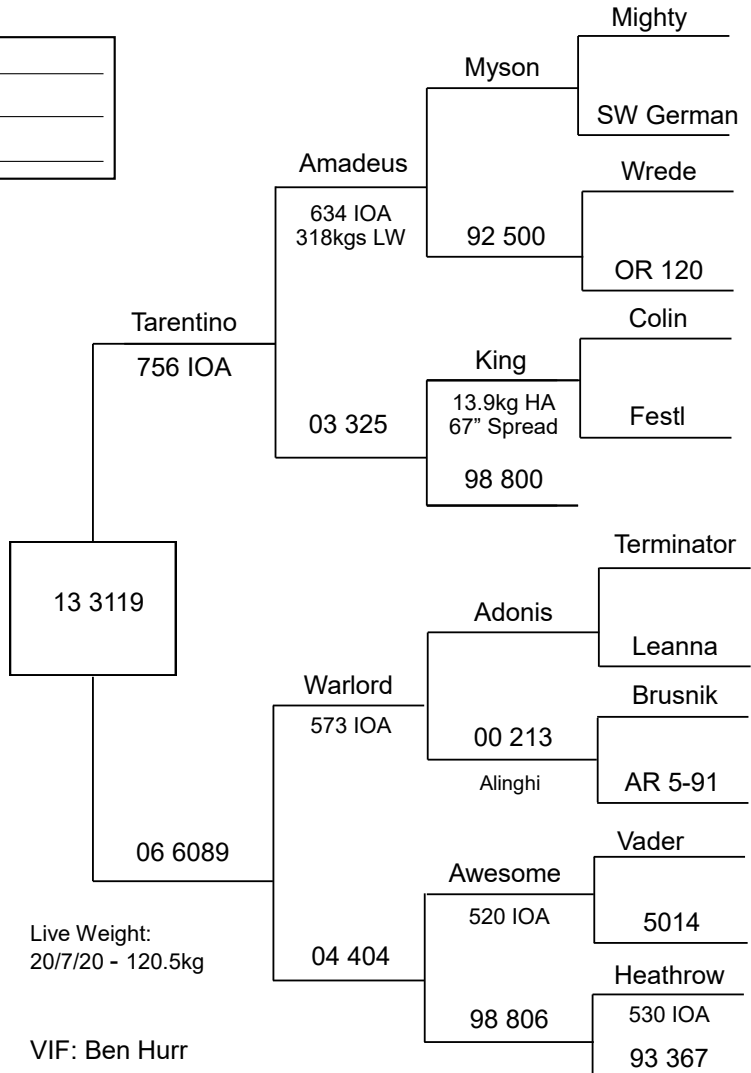 Mighty
Myson
SW German
Amadeus
634 IOA
318kgs LW
Wrede
92 500
OR 120
Tarentino
756 IOA
Colin
King
13.9kg HA
67” Spread
Festl
03 325
98 800
13 3119
Terminator
Adonis
Leanna
Warlord
573 IOA
Brusnik
00 213
Alinghi
AR 5-91
06 6089
Vader
Awesome
520 IOA
5014
04 404
Heathrow
530 IOA
98 806
93 367
Live Weight:
20/7/20 - 120.5kg
VIF: Ben Hurr